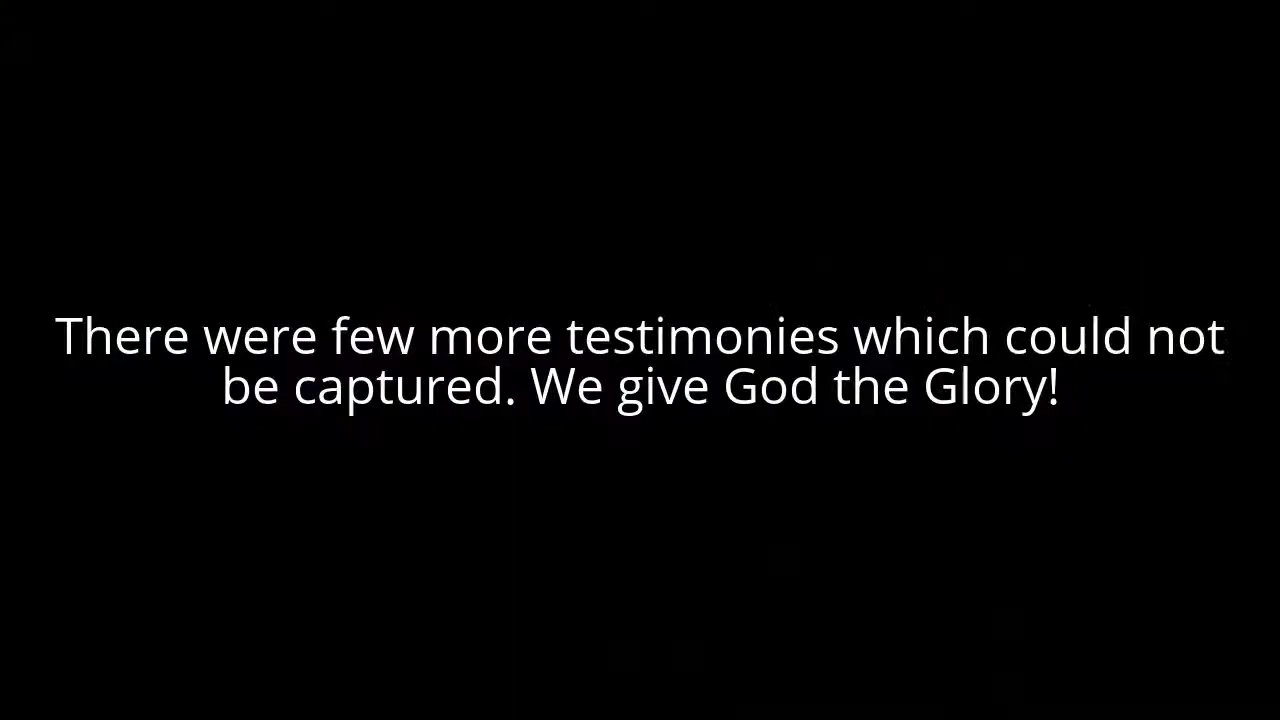 There were few more testimonies which could not
be captured. We give God the Glory!